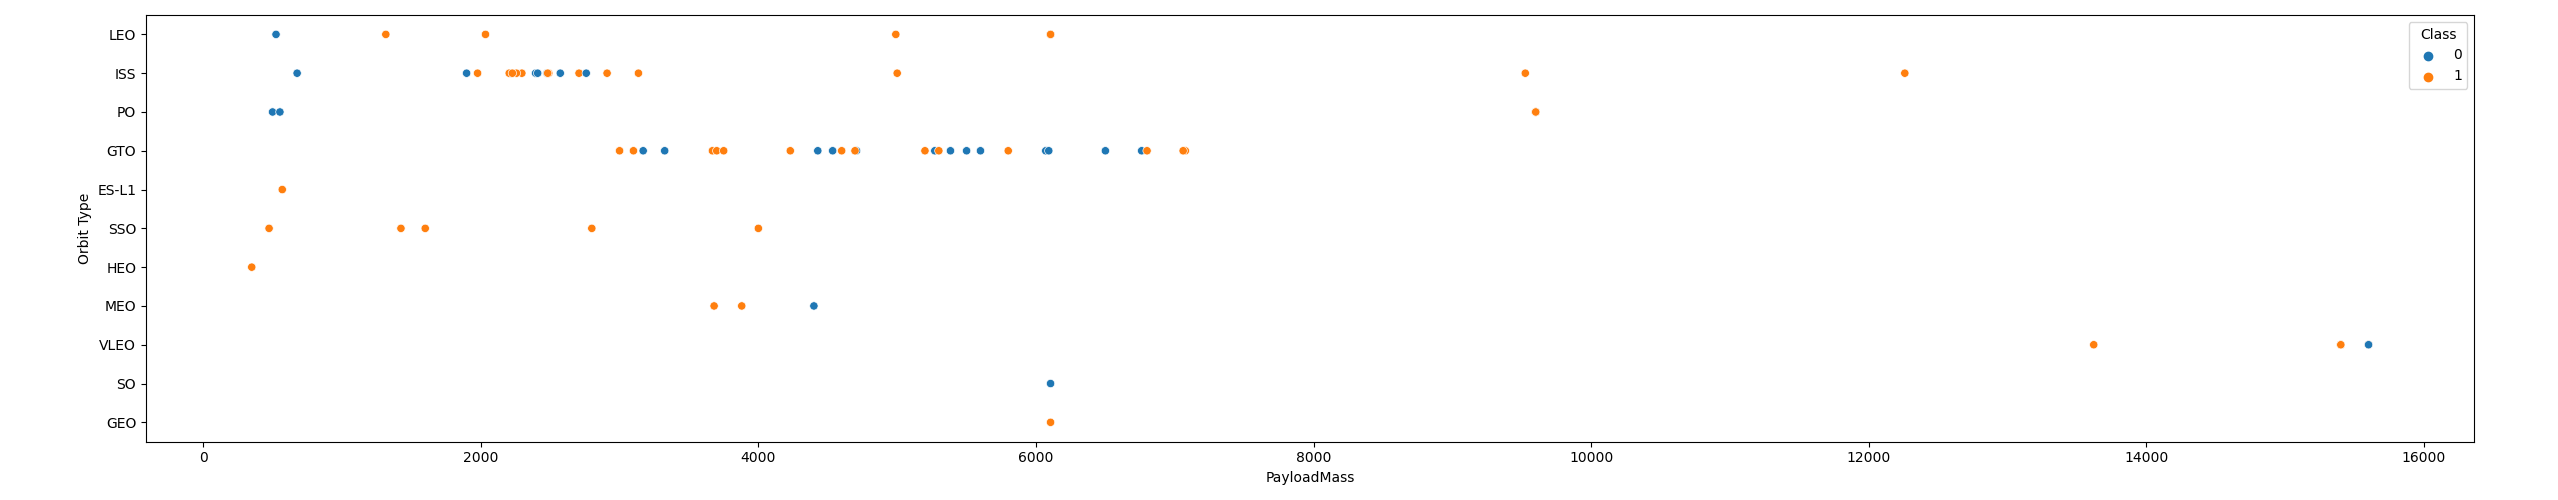 Class
0
1
Orbit Type
LEO
ISS
PO
GTO
ES-L1
SSO
HEO
MEO
VLEO
SO
GEO
0 2000 4000 6000 8000 10000 12000 14000 16000
PayloadMass